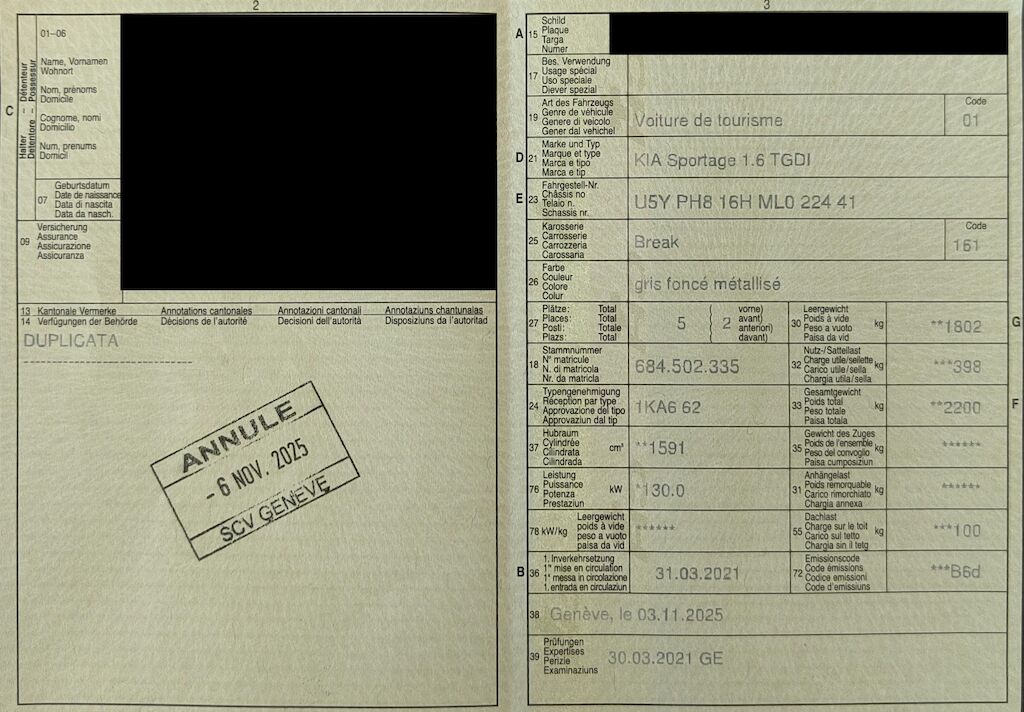 2
01–06
Halter – Détenteur
Detentore – Possessur
C
Name, Vornamen
Wohnort
Nom, prénoms
Domicile
Cognome, nomi
Domicilio
Num, prenums
Domicil
07
Geburtsdatum
Date de naissance
Data di nascita
Data da nasch.
09
Versicherung
Assurance
Assicurazione
Assicuranza
13 Kantonale Vermerke Annotations cantonales Annotazioni cantonali Annotaziuns chantunalas
14 Verfügungen der Behörde Décisions de l'autorité Decisioni dell'autorità Disposiziuns da l'autoritad
DUPLICATA
------------------------------
ANNULE
- 6 NOV. 2025
SCV GENEVE
3
A 15
Schild
Plaque
Targa
Numer
17
Bes. Verwendung
Usage spécial
Uso speciale
Diever spezial
19
Art des Fahrzeugs
Genre de véhicule
Genere di veicolo
Gener dal vehichel
Voiture de tourisme
Code
01
D 21
Marke und Typ
Marque et type
Marca e tipo
Marca e tip
KIA Sportage 1.6 TGDI
E 23
Fahrgestell-Nr.
Châssis no
Telaio n.
Schassis nr.
U5Y PH8 16H ML0 224 41
25
Karosserie
Carrosserie
Carrozzeria
Carossaria
Break
Code
161
26
Farbe
Couleur
Colore
Colur
gris foncé métallisé
27
Plätze: Total
Places: Total
Posti: Totale
Plazs: Total
5
( 2
vorne)
avant)
anteriori)
davant)
30
Leergewicht
Poids à vide
Peso a vuoto
Paisa da vid
kg
**1802
G
18
Stammnummer
N° matricule
N. di matricola
Nr. da matricla
684.502.335
32
Nutz-/Sattellast
Charge utile/sellette
Carico utile/sella
Chargia utila/sella
kg
***398
24
Typengenehmigung
Réception par type
Approvazione del tipo
Approvaziun dal tip
1KA6 62
33
Gesamtgewicht
Poids total
Peso totale
Paisa totala
kg
**2200
F
37
Hubraum
Cylindrée
Cilindrata
Cilindrada
cm³
**1591
35
Gewicht des Zuges
Poids de l'ensemble
Peso del convoglio
Paisa cumposiziun
kg
******
76
Leistung
Puissance
Potenza
Prestaziun
kW
*130.0
31
Anhängelast
Poids remorquable
Carico rimorchiato
Chargia annexa
kg
******
78 kW/kg
Leergewicht
poids à vide
peso a vuoto
paisa da vid
******
55
Dachlast
Charge sur le toit
Carico sul tetto
Chargia sin il tetg
kg
***100
B 36
1. Inverkehrsetzung
1re mise en circulation
1a messa in circolazione
1. entrada en circulaziun
31.03.2021
72
Emissionscode
Code émissions
Codice emissioni
Code d'emissiuns
***B6d
38
Genève, le 03.11.2025
39
Prüfungen
Expertises
Perizie
Examinaziuns
30.03.2021 GE